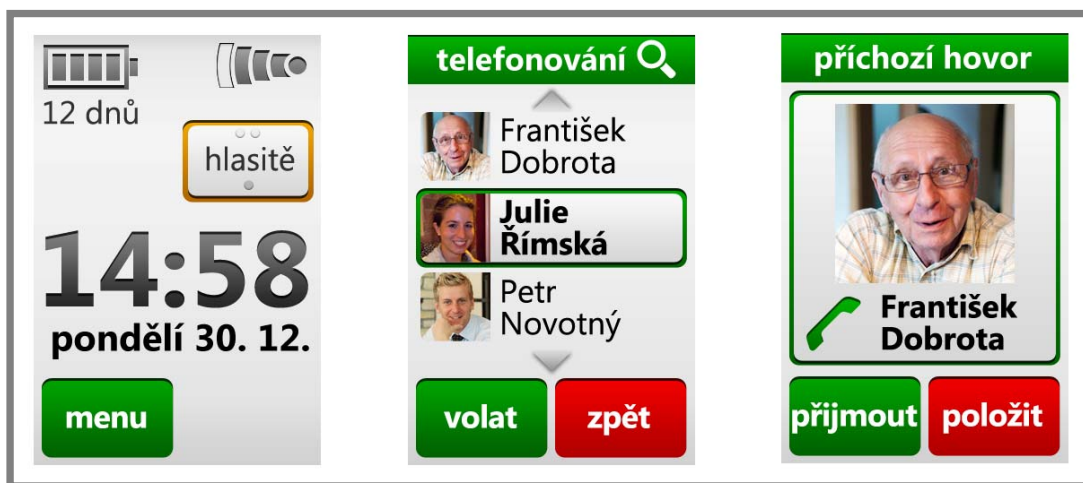 12 dnů
hlasitě
14:58
pondělí 30. 12.
menu
telefonování
František
Dobrota
Julie
Římská
Petr
Novotný
volat
zpět
příchozí hovor
František
Dobrota
přijmout
položit